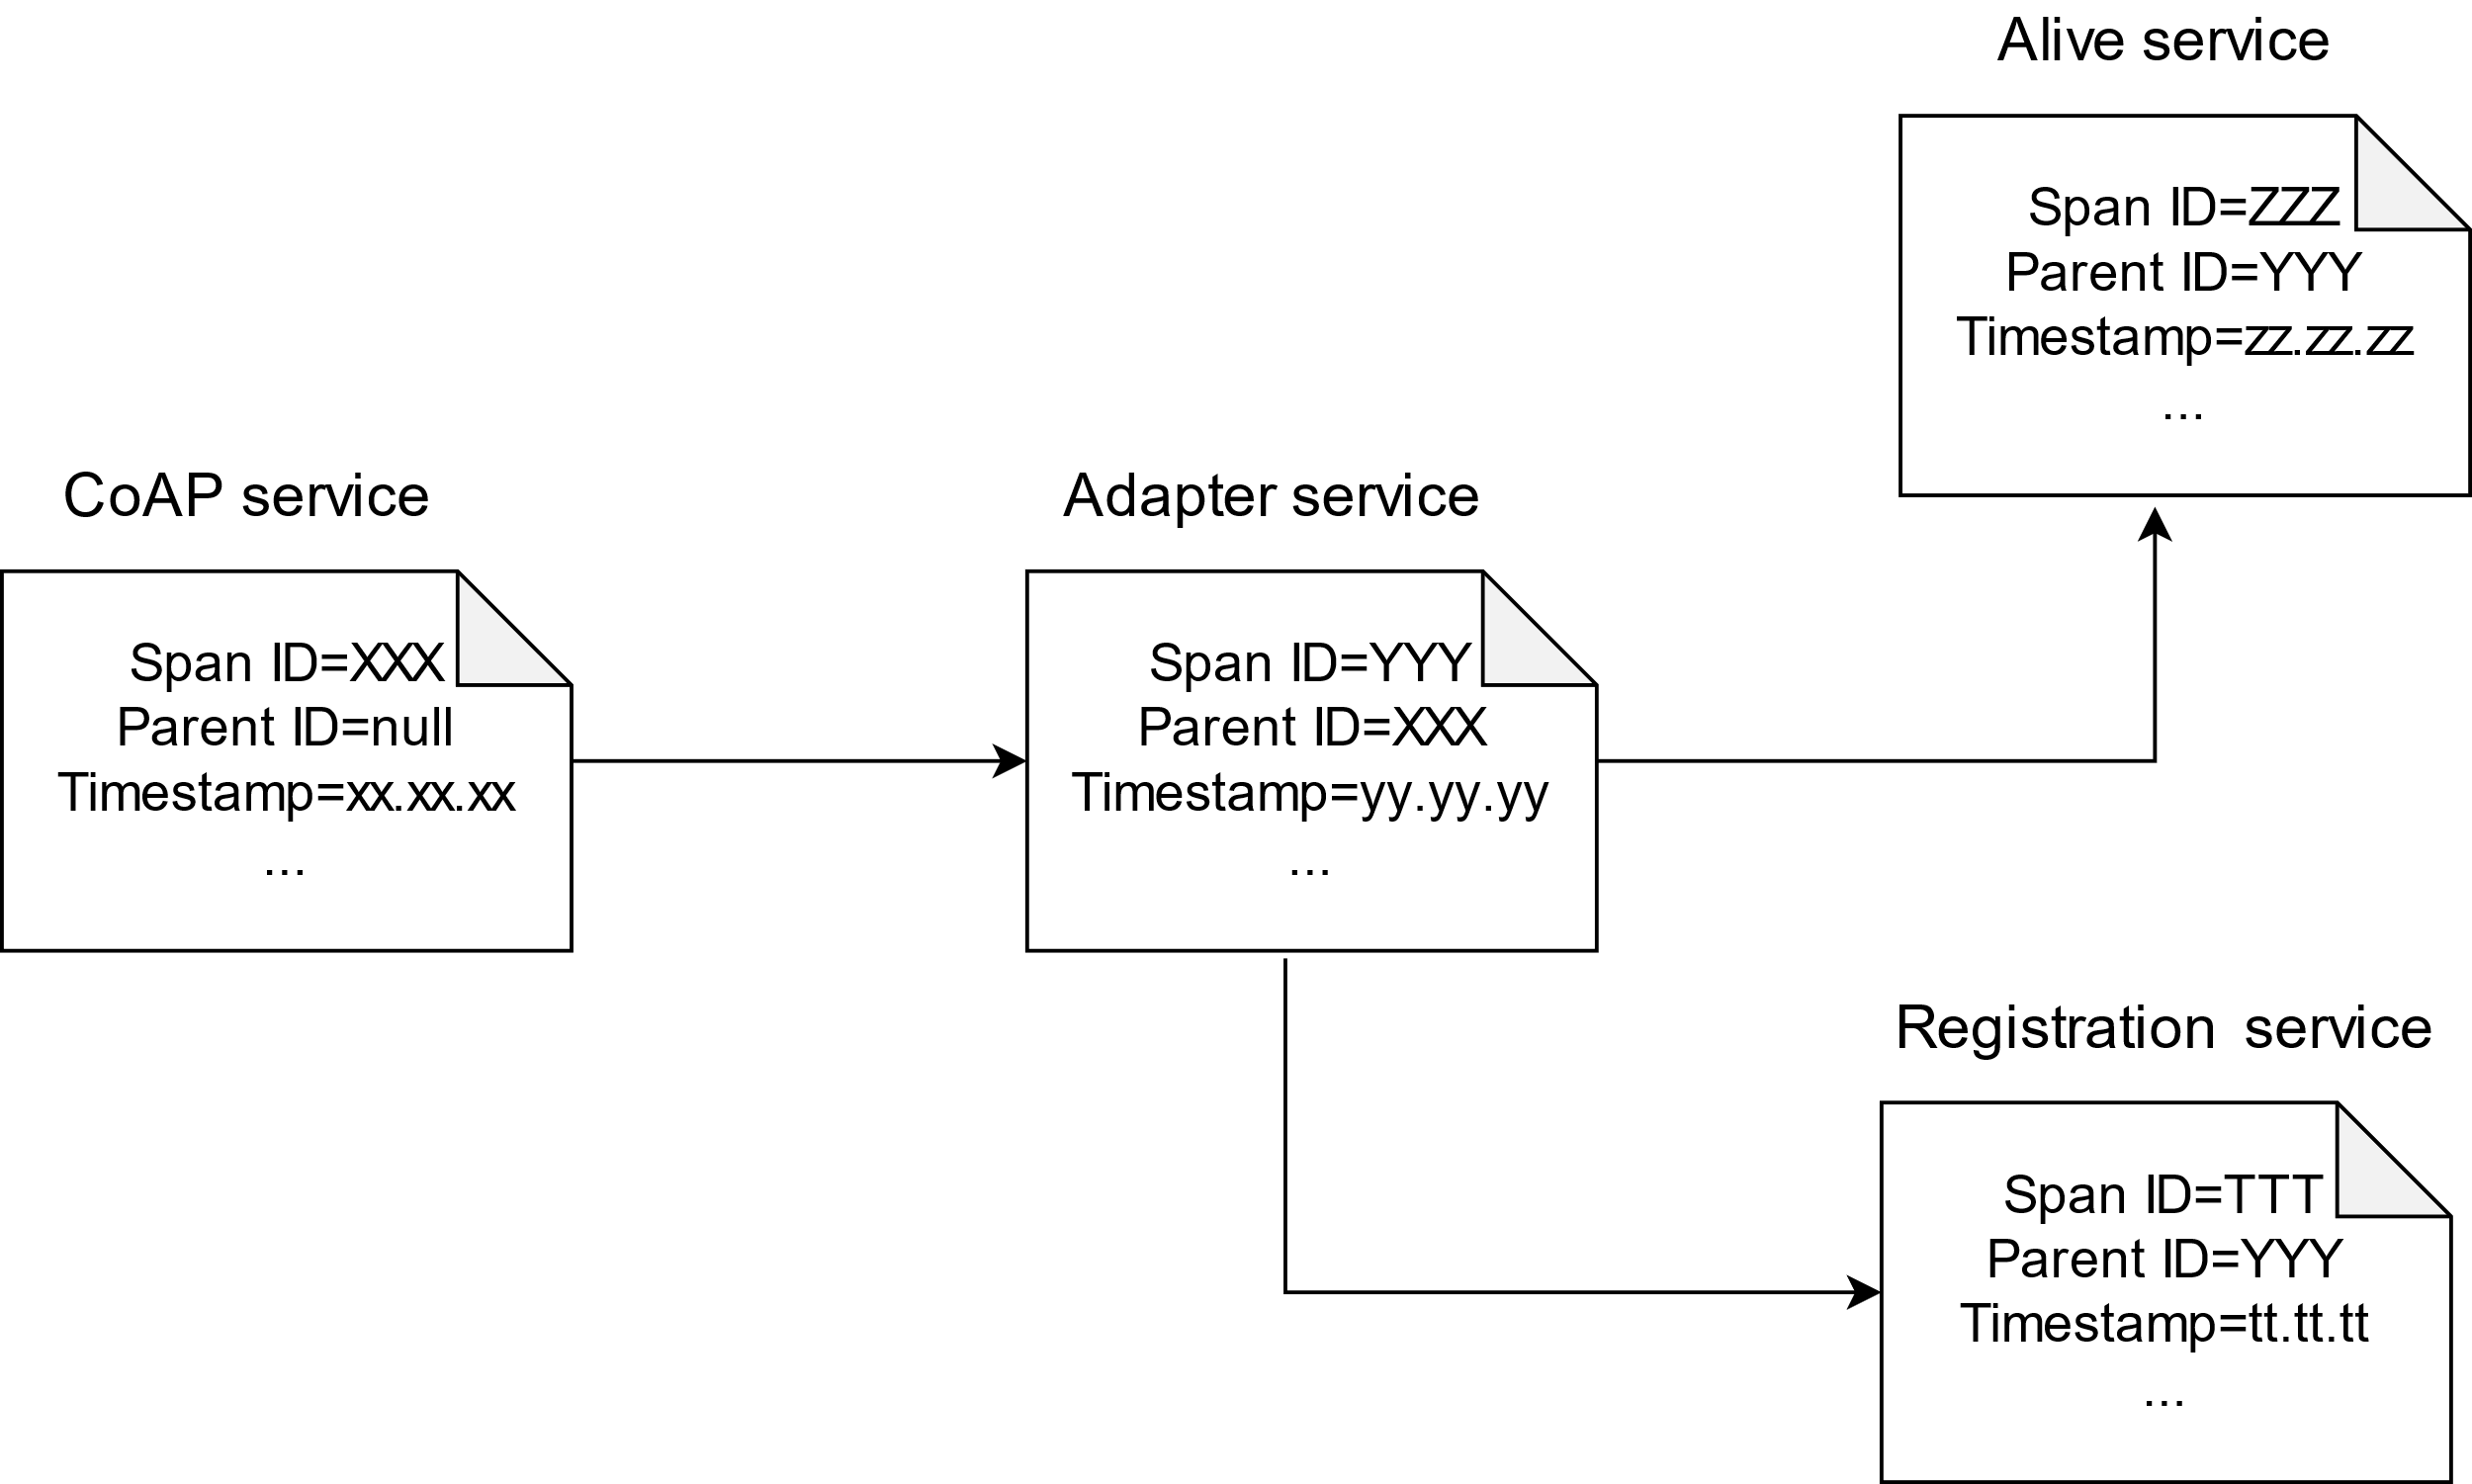 Alive service
Span ID=ZZZ
Parent ID=YYY
Timestamp=zz.zz.zz
...
CoAP service
Span ID=XXX
Parent ID=null
Timestamp=xx.xx.xx
...
Adapter service
Span ID=YYY
Parent ID=XXX
Timestamp=yy.yy.yy
...
Registration service
Span ID=TTT
Parent ID=YYY
Timestamp=tt.tt.tt
...